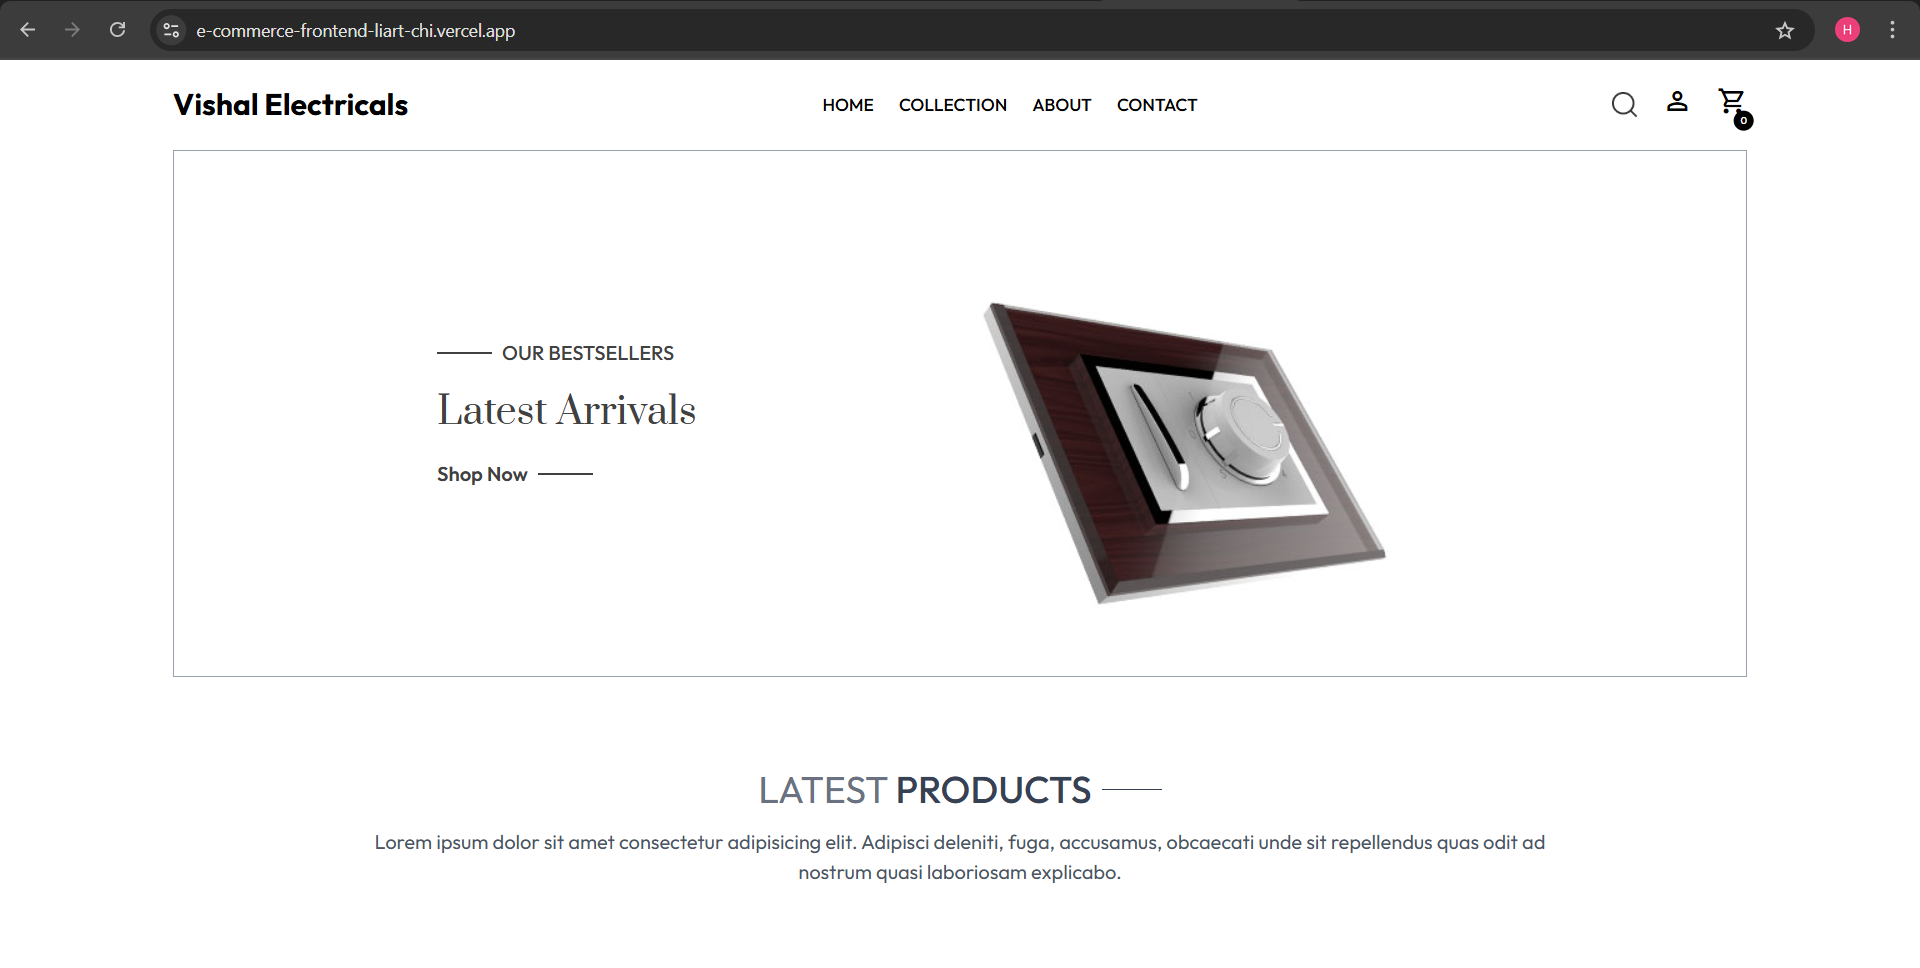 e-commerce-frontend-liart-chi.vercel.app
H
Vishal Electricals
HOME COLLECTION ABOUT CONTACT
0
OUR BESTSELLERS
Latest Arrivals
Shop Now
LATEST PRODUCTS
Lorem ipsum dolor sit amet consectetur adipisicing elit. Adipisci deleniti, fuga, accusamus, obcaecati unde sit repellendus quas odit ad
nostrum quasi laboriosam explicabo.